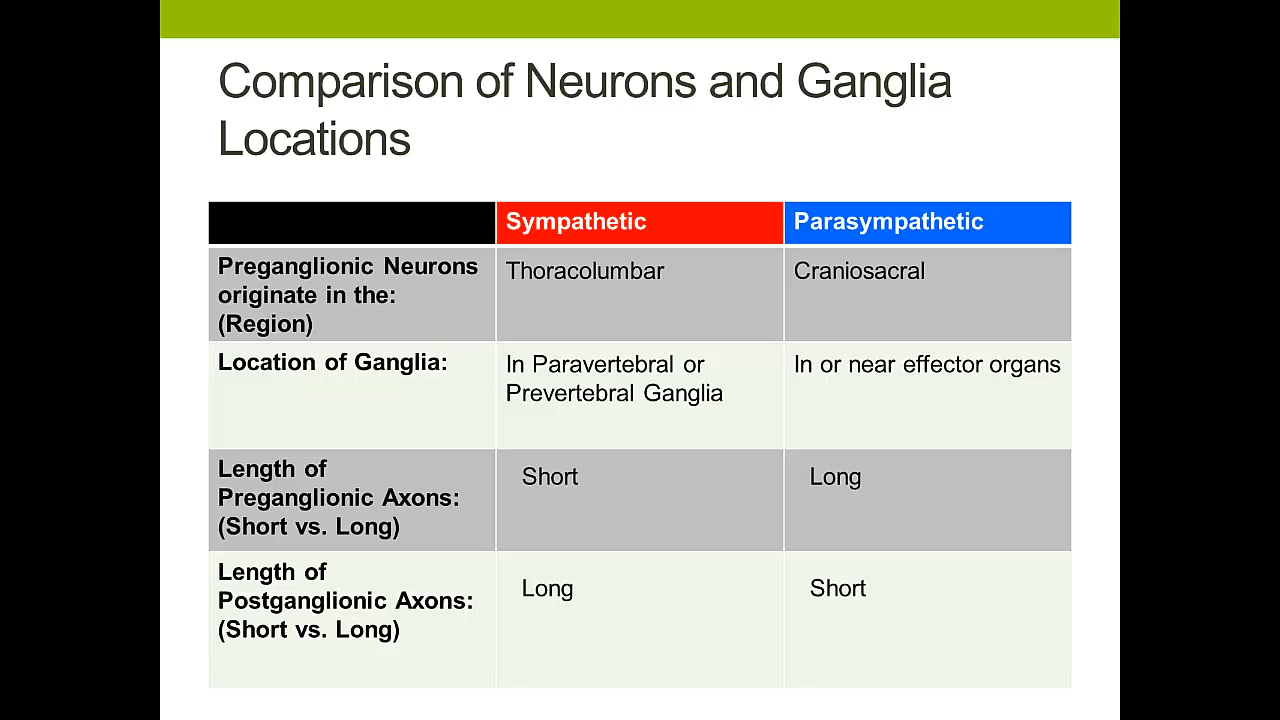 Comparison of Neurons and Ganglia
Locations
Sympathetic
Parasympathetic
Preganglionic Neurons
originate in the:
(Region)
Thoracolumbar
Craniosacral
Location of Ganglia:
In Paravertebral or
Prevertebral Ganglia
In or near effector organs
Length of
Preganglionic Axons:
(Short vs. Long)
Short
Long
Length of
Postganglionic Axons:
(Short vs. Long)
Long
Short